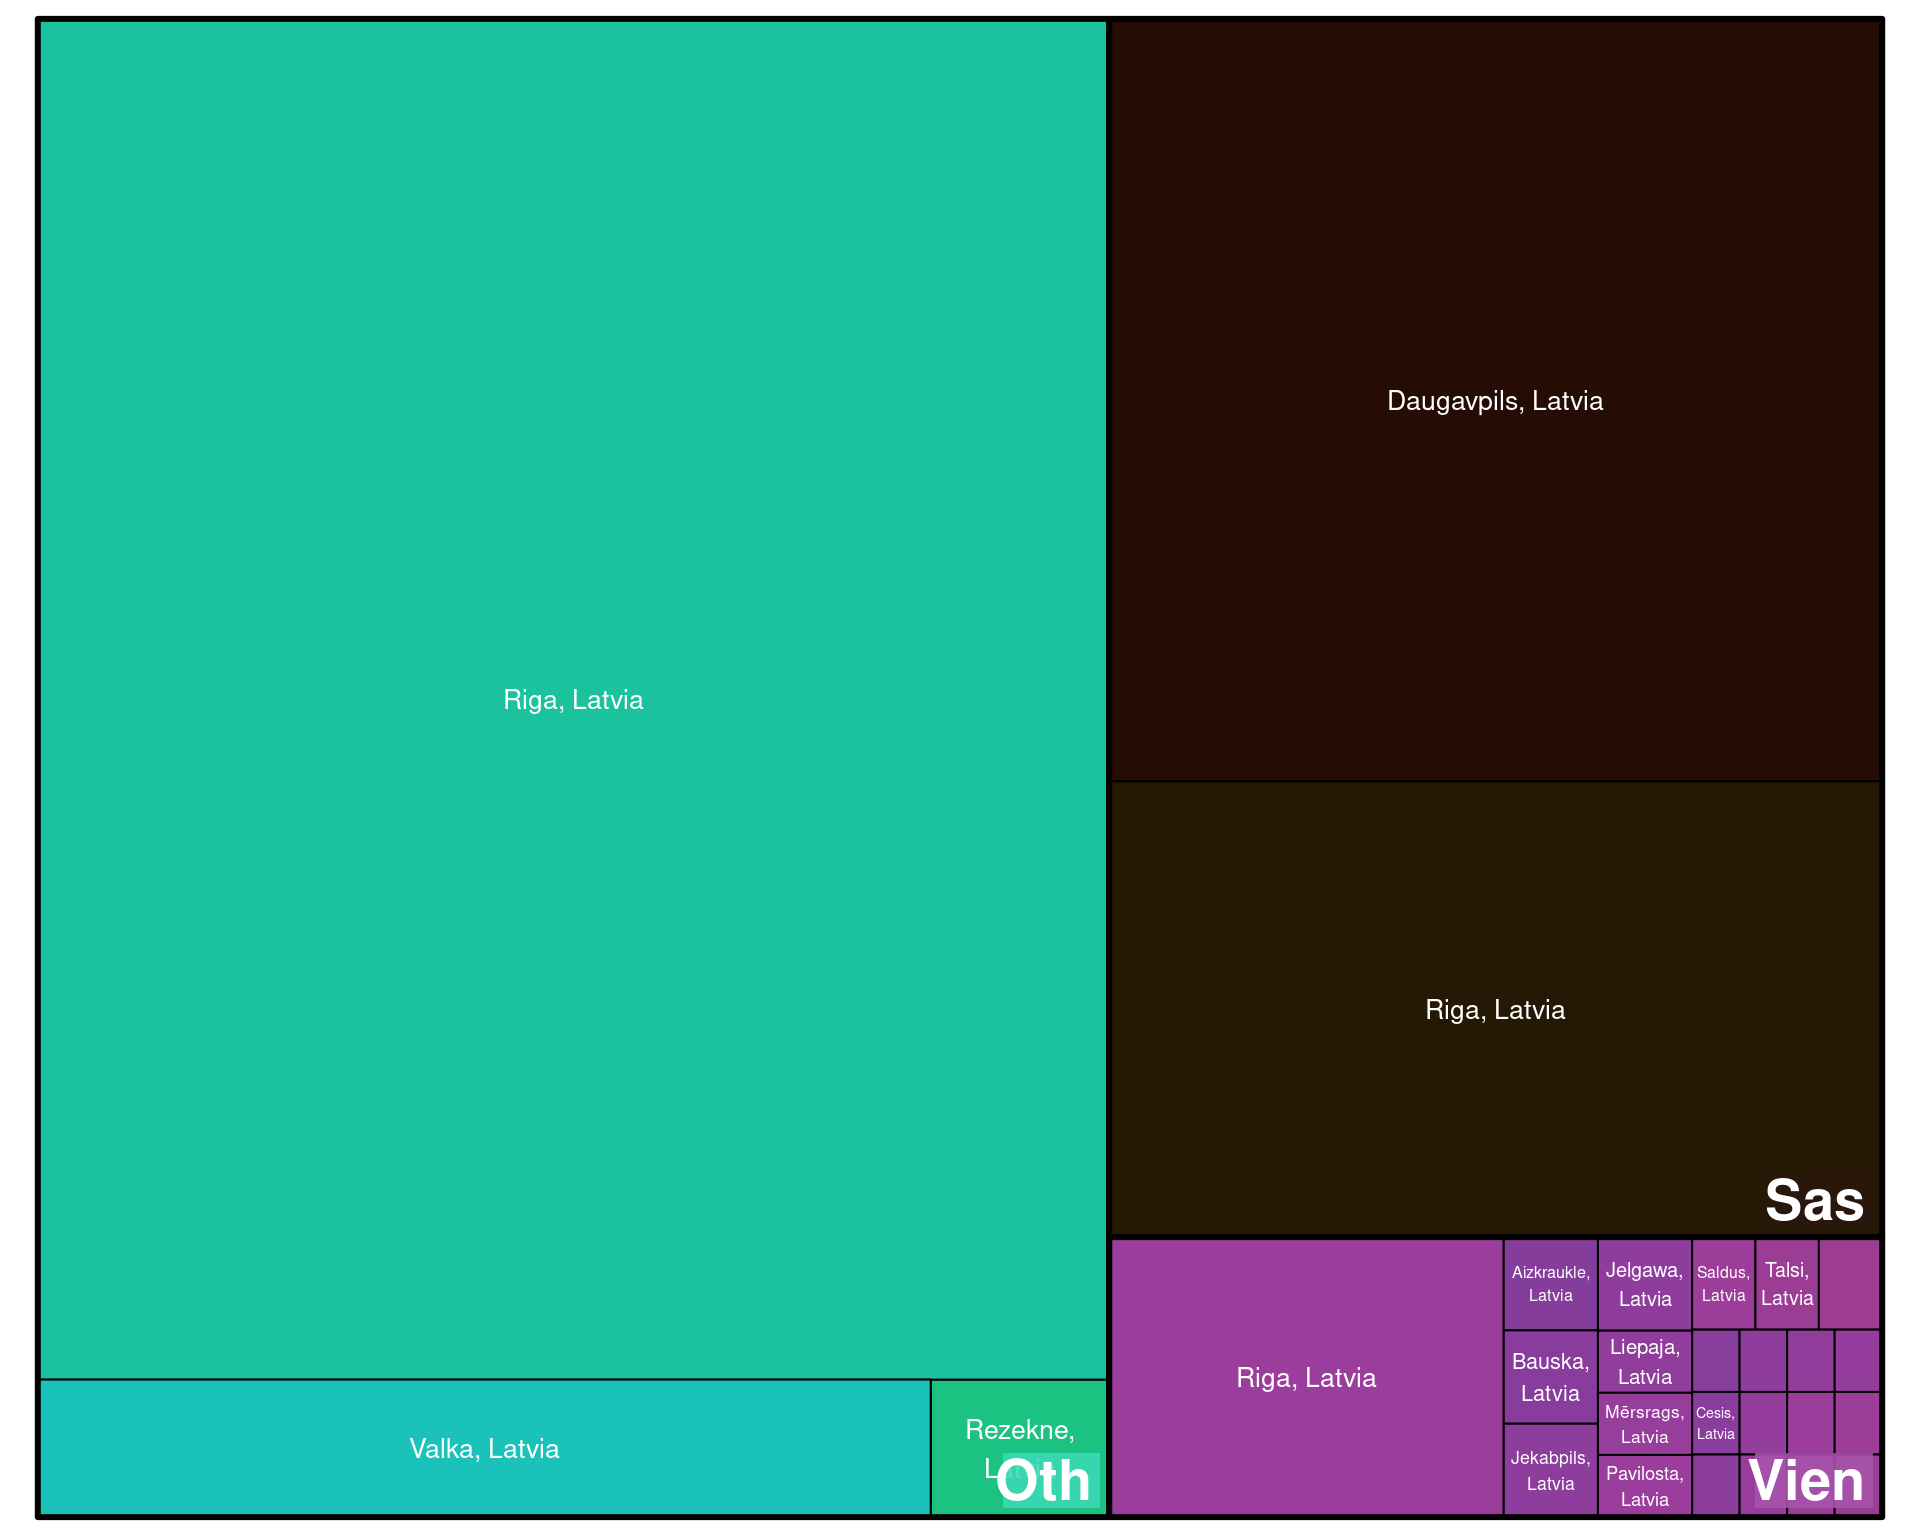 Riga, Latvia
Valka, Latvia
Rezekne,
Oth
Daugavpils, Latvia
Riga, Latvia
Sas
Riga, Latvia
Aizkraukle,
Latvia
Bauska,
Latvia
Jekabpils,
Latvia
Jelgawa,
Latvia
Liepaja,
Latvia
Mērsrags,
Latvia
Pavilosta,
Latvia
Saldus,
Latvia
Talsi,
Latvia
Cesis,
Latvia
Vien